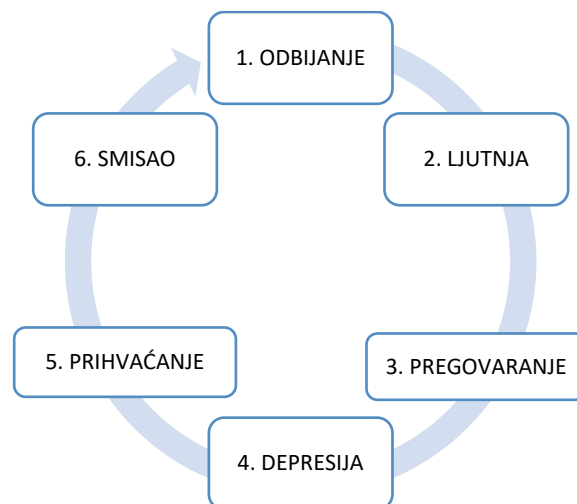 1. ODBIJANJE
2. LJUTNJA
3. PREGOVARANJE
4. DEPRESIJA
5. PRIHVAĆANJE
6. SMISAO